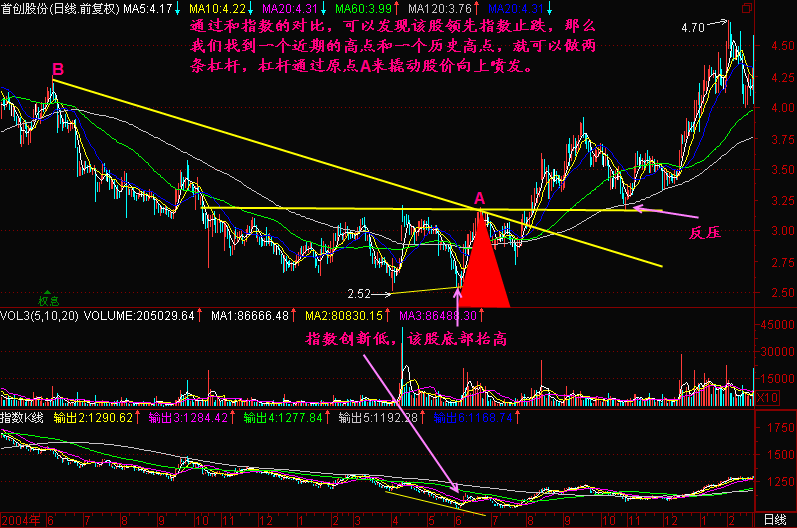 首创股份(日线.前复权) MA5:4.17↓ MA10:4.22↓ MA20:4.31↓ MA60:3.99↑ MA120:3.76↑ MA20:4.31↓
通过和指数的对比，可以发现该股领先指数止跌，那么
我们找到一个近期的高点和一个历史高点，就可以做两
条杠杆，杠杆通过原点A来撬动股价向上喷发。
4.70
4.50
B
4.25
4.00
3.75
3.50
A
3.25
3.00
反压
2.75
2.52
2.50
权息
VOL3(5,10,20) VOLUME:205029.64↑ MA1:86666.48↑ MA2:80830.15↑ MA3:86488.30↑
45000
指数创新低，该股底部抬高
30000
15000
X10
指数K线 输出2:1290.62↑ 输出3:1284.42↑ 输出4:1277.84↑ 输出5:1192.28↑ 输出6:1168.74↑
1750
1500
1250
2004年 6 7 8 9 10 11 12 1 2 3 4 5 6 7 8 9 10 11 12 1 2 日线